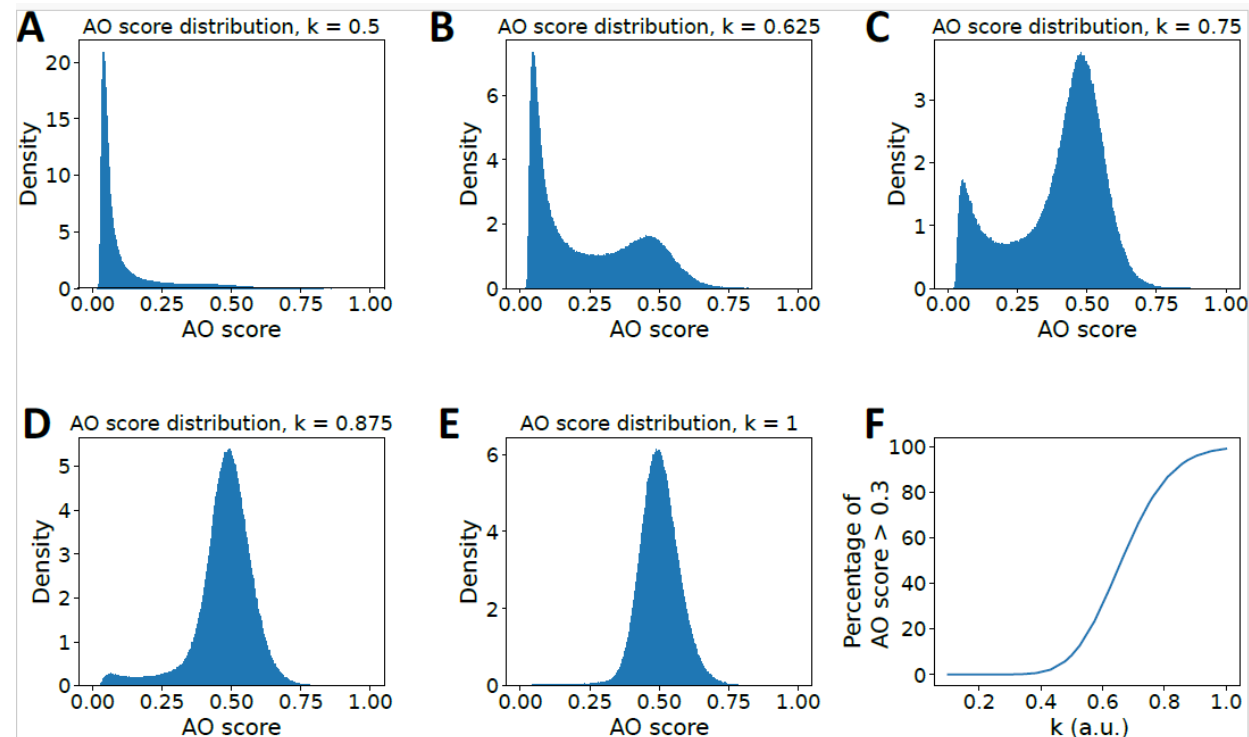 A
AO score distribution, k = 0.5
Density
20
15
10
5
0
0.00 0.25 0.50 0.75 1.00
AO score
B
AO score distribution, k = 0.625
Density
6
4
2
0
0.00 0.25 0.50 0.75 1.00
AO score
C
AO score distribution, k = 0.75
Density
3
2
1
0
0.00 0.25 0.50 0.75 1.00
AO score
D
AO score distribution, k = 0.875
Density
5
4
3
2
1
0
0.00 0.25 0.50 0.75 1.00
AO score
E
AO score distribution, k = 1
Density
6
4
2
0
0.00 0.25 0.50 0.75 1.00
AO score
F
Percentage of
AO score > 0.3
100
80
60
40
20
0
0.2 0.4 0.6 0.8 1.0
k (a.u.)